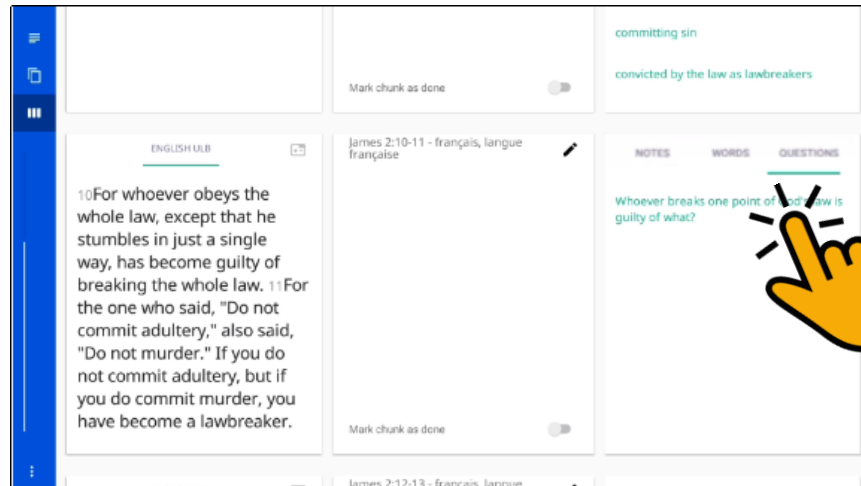 committing sin
convicted by the law as lawbreakers
Mark chunk as done
ENGLISH ULB
10For whoever obeys the
whole law, except that he
stumbles in just a single
way, has become guilty of
breaking the whole law. 11For
the one who said, "Do not
commit adultery," also said,
"Do not murder." If you do
not commit adultery, but if
you do commit murder, you
have become a lawbreaker.
James 2:10-11 - français, langue
française
Mark chunk as done
NOTES WORDS QUESTIONS
Whoever breaks one point of God's law is
guilty of what?
James 2:12-13 - français, langue